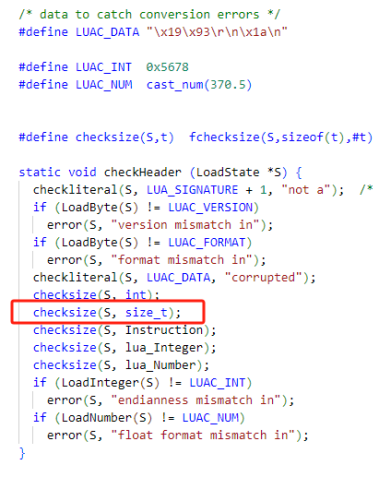 /* data to catch conversion errors */
#define LUAC_DATA "\x19\x93\r\n\x1a\n"
#define LUAC_INT 0x5678
#define LUAC_NUM cast_num(370.5)
#define checksize(S,t) fchecksize(S,sizeof(t),#t)
static void checkHeader (LoadState *S) {
checkliteral(S, LUA_SIGNATURE + 1, "not a"); /*
if (LoadByte(S) != LUAC_VERSION)
error(S, "version mismatch in");
if (LoadByte(S) != LUAC_FORMAT)
error(S, "format mismatch in");
checkliteral(S, LUAC_DATA, "corrupted");
checksize(S, int);
checksize(S, size_t);
checksize(S, Instruction);
checksize(S, lua_Integer);
checksize(S, lua_Number);
if (LoadInteger(S) != LUAC_INT)
error(S, "endianness mismatch in");
if (LoadNumber(S) != LUAC_NUM)
error(S, "float format mismatch in");
}